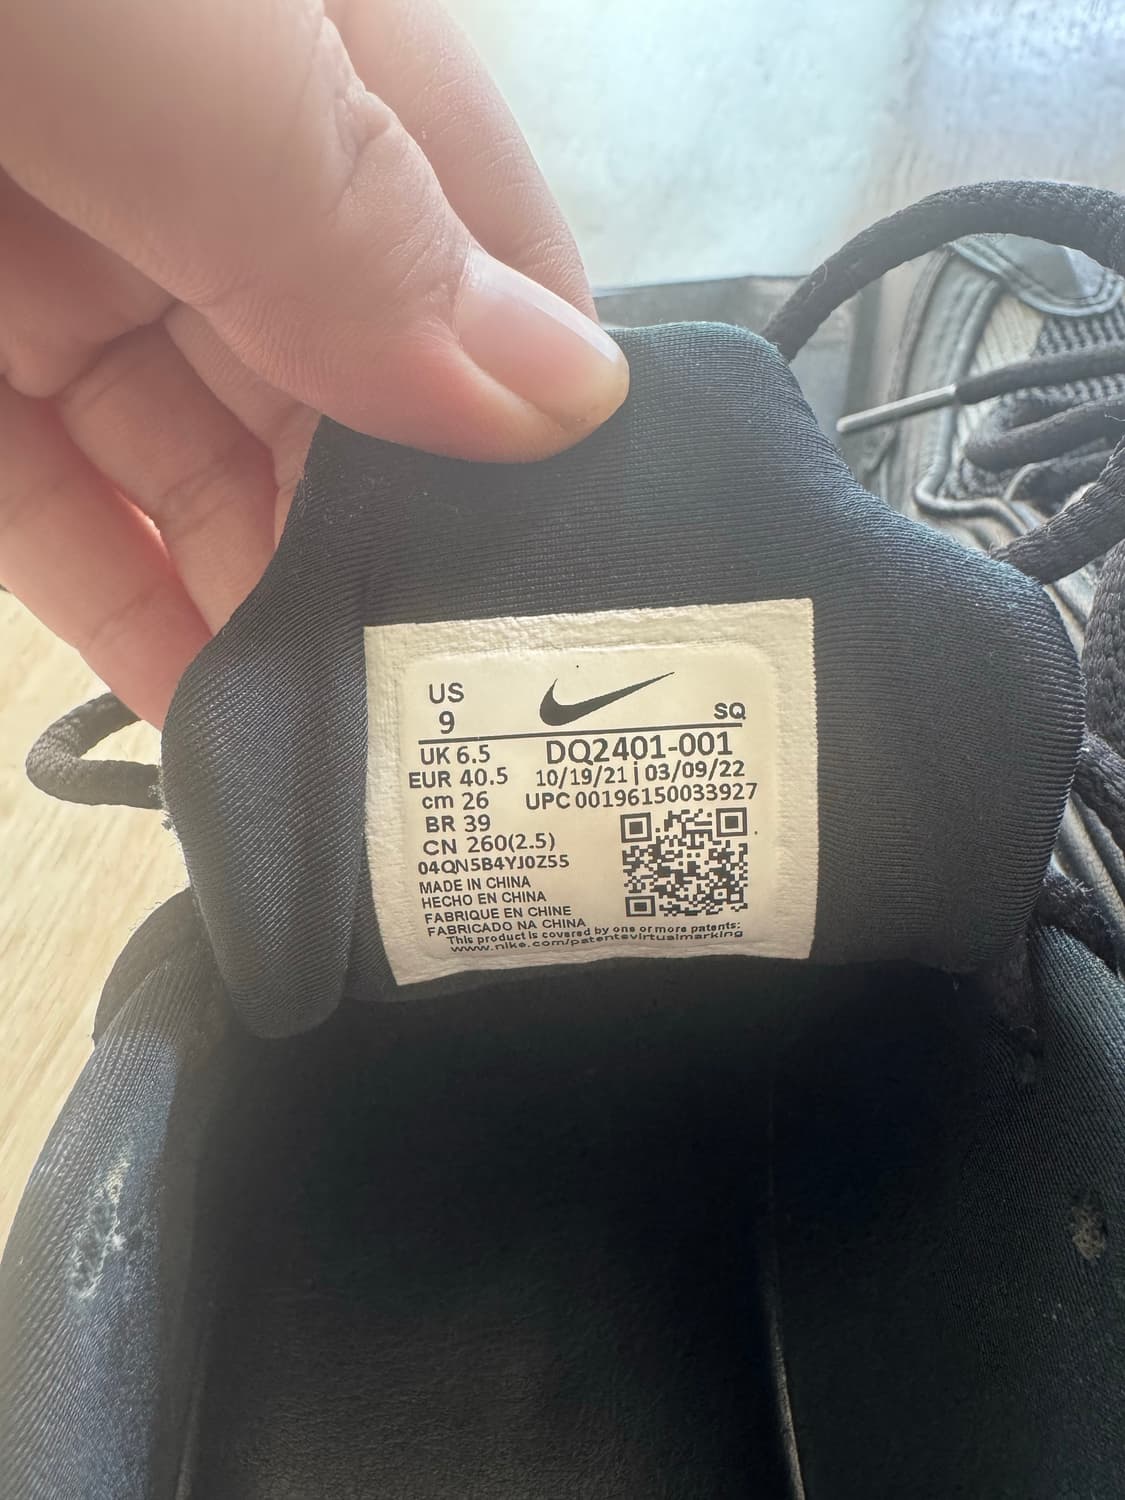 US
9
SQ
UK 6.5 DQ2401-001
EUR 40.5 10/19/21 | 03/09/22
cm 26 UPC 00196150033927
BR 39
CN 260(2.5)
04QN5B4YJ0Z55
MADE IN CHINA
HECHO EN CHINA
FABRIQUE EN CHINE
FABRICADO NA CHINA
This product is covered by one or more patents:
www.nike.com/patentsvirtualmarking